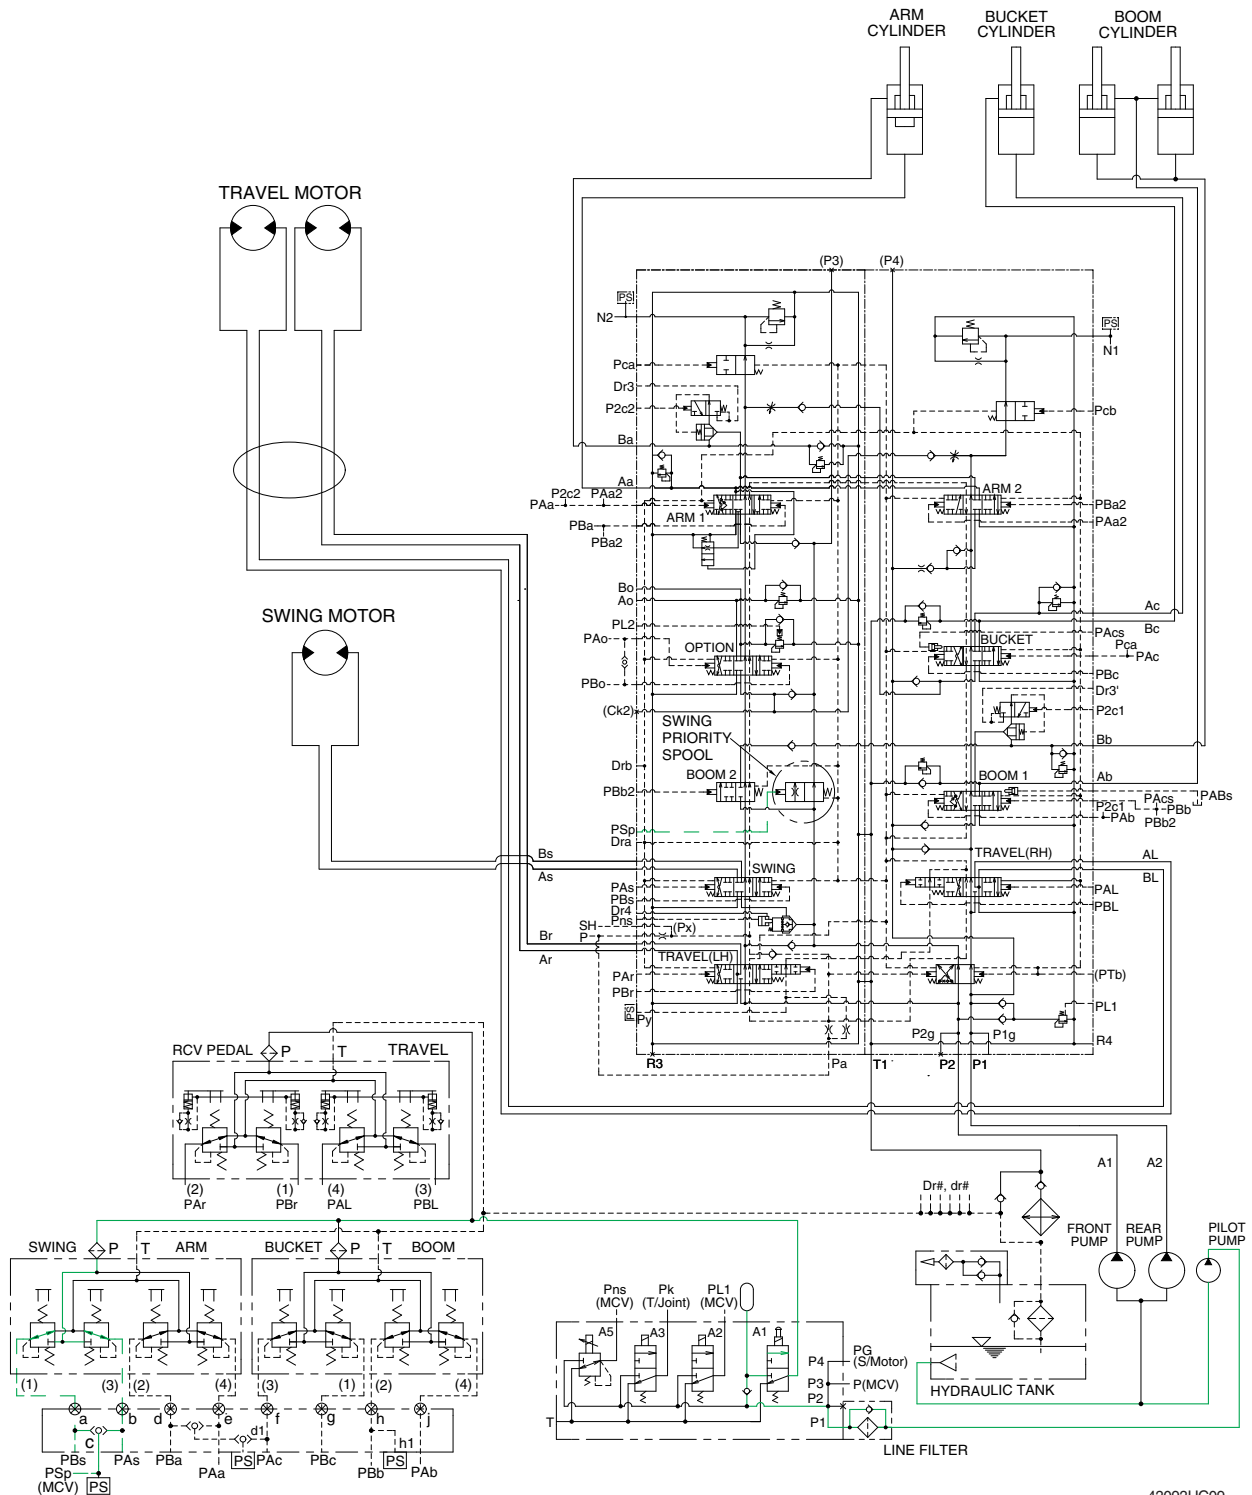 ARM
CYLINDER
BUCKET
CYLINDER
BOOM
CYLINDER
TRAVEL MOTOR
(P3)
(P4)
PS
N2
PS
N1
Pca
Dr3
P2c2
Pcb
Ba
Aa
P2c2 PAa2
PAa
ARM 1
ARM 2
PBa2
PBa
PAa2
PBa2
Bo
Ao
Ac
SWING MOTOR
PL2
Bc
PAo
OPTION
BUCKET
PAcs
Pca
PAc
PBo
PBc
Dr3'
(Ck2)
P2c1
SWING
PRIORITY
SPOOL
Bb
Drb
BOOM 2
BOOM 1
Ab
PBb2
P2c1
PAcs
PABs
PBb
PAb
PBb2
PSp
Dra
Bs
TRAVEL(RH)
AL
As
SWING
BL
PAs
PAL
PBs
PBL
Dr4
Pns
SH
(Px)
P
Br
Ar
TRAVEL(LH)
PAr
(PTb)
PBr
PS
Py
PL1
P2g
P1g
R4
R3
Pa
T1
P2
P1
RCV PEDAL
P
T
TRAVEL
(2)
(1)
(4)
(3)
PAr
PBr
PAL
PBL
A1
A2
Dr#, dr#
FRONT
PUMP
REAR
PUMP
PILOT
PUMP
SWING
P
T
ARM
BUCKET
P
T
BOOM
(1)
(3)
(2)
(4)
(3)
(1)
(2)
(4)
a
b
d
e
f
g
h
j
c
d1
h1
PBs
PAs
PBa
PAa
PS
PAc
PBc
PBb
PS
PAb
PSp
(MCV)
PS
Pns
(MCV)
Pk
(T/Joint)
PL1
(MCV)
A5
A3
A2
A1
P4
PG
(S/Motor)
P3
P(MCV)
P2
T
P1
LINE FILTER
HYDRAULIC TANK